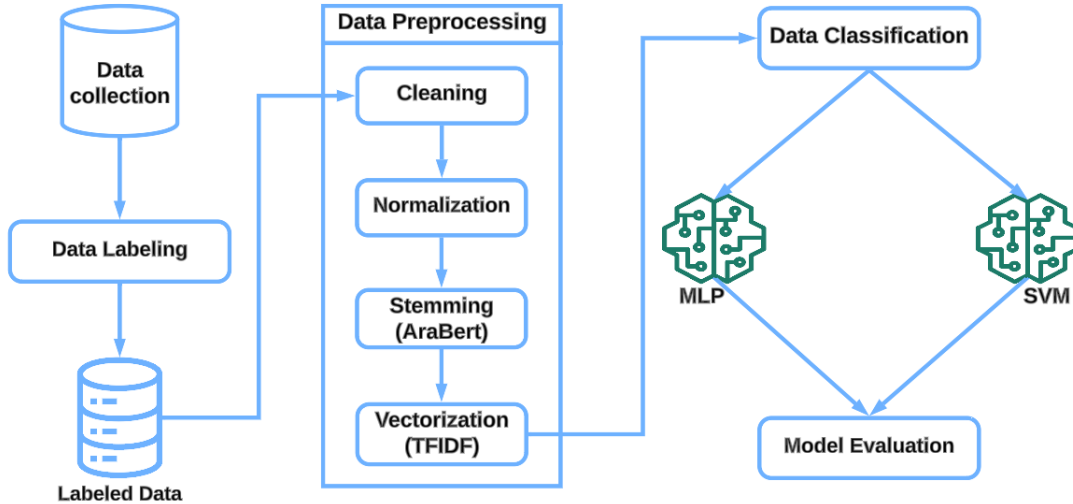 Data
collection
Data Labeling
Labeled Data
Data Preprocessing
Cleaning
Normalization
Stemming
(AraBert)
Vectorization
(TFIDF)
Data Classification
MLP
SVM
Model Evaluation